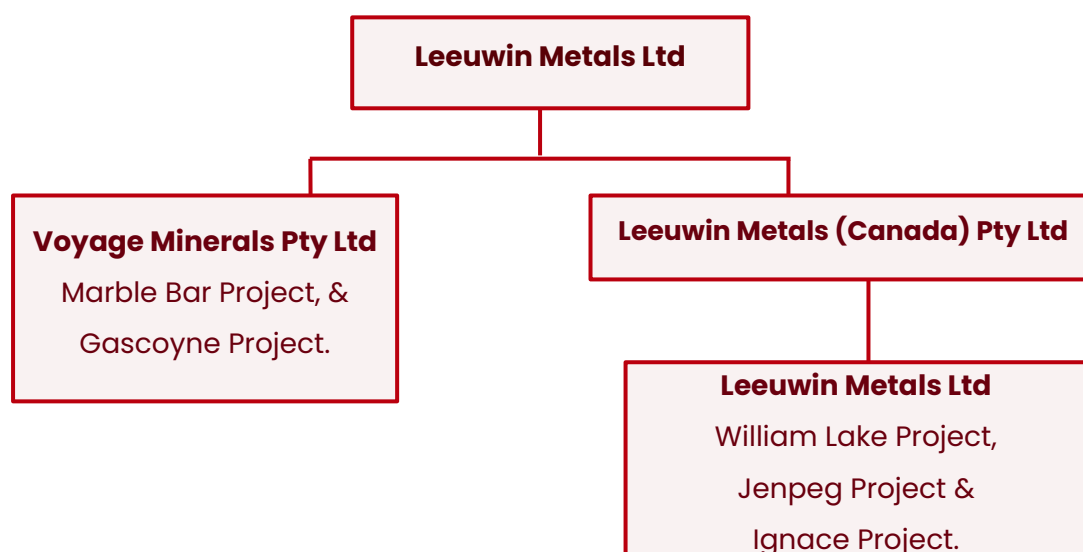 Leeuwin Metals Ltd
Voyage Minerals Pty Ltd
Marble Bar Project, &
Gascoyne Project.
Leeuwin Metals (Canada) Pty Ltd
Leeuwin Metals Ltd
William Lake Project,
Jenpeg Project &
Ignace Project.